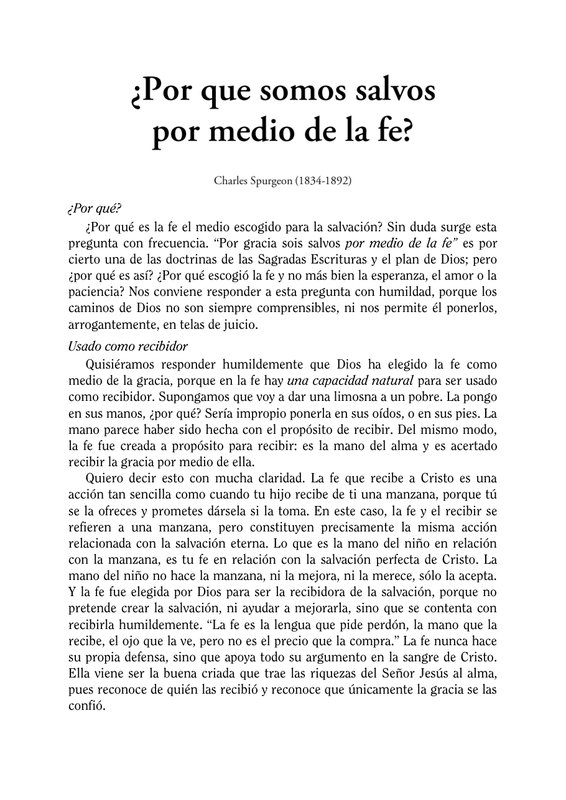 ¿Por que somos salvos
por medio de la fe?
Charles Spurgeon (1834-1892)
¿Por qué?
¿Por qué es la fe el medio escogido para la salvación? Sin duda surge esta
pregunta con frecuencia. “Por gracia sois salvos por medio de la fe” es por
cierto una de las doctrinas de las Sagradas Escrituras y el plan de Dios; pero
¿por qué es así? ¿Por qué escogió la fe y no más bien la esperanza, el amor o la
paciencia? Nos conviene responder a esta pregunta con humildad, porque los
caminos de Dios no son siempre comprensibles, ni nos permite él ponerlos,
arrogantemente, en telas de juicio.
Usado como recibidor
Quisiéramos responder humildemente que Dios ha elegido la fe como
medio de la gracia, porque en la fe hay una capacidad natural para ser usado
como recibidor. Supongamos que voy a dar una limosna a un pobre. La pongo
en sus manos, ¿por qué? Sería impropio ponerla en sus oídos, o en sus pies. La
mano parece haber sido hecha con el propósito de recibir. Del mismo modo,
la fe fue creada a propósito para recibir: es la mano del alma y es acertado
recibir la gracia por medio de ella.
Quiero decir esto con mucha claridad. La fe que recibe a Cristo es una
acción tan sencilla como cuando tu hijo recibe de ti una manzana, porque tú
se la ofreces y prometes dársela si la toma. En este caso, la fe y el recibir se
refieren a una manzana, pero constituyen precisamente la misma acción
relacionada con la salvación eterna. Lo que es la mano del niño en relación
con la manzana, es tu fe en relación con la salvación perfecta de Cristo. La
mano del niño no hace la manzana, ni la mejora, ni la merece, sólo la acepta.
Y la fe fue elegida por Dios para ser la recibidora de la salvación, porque no
pretende crear la salvación, ni ayudar a mejorarla, sino que se contenta con
recibirla humildemente. “La fe es la lengua que pide perdón, la mano que la
recibe, el ojo que la ve, pero no es el precio que la compra.” La fe nunca hace
su propia defensa, sino que apoya todo su argumento en la sangre de Cristo.
Ella viene ser la buena criada que trae las riquezas del Señor Jesús al alma,
pues reconoce de quién las recibió y reconoce que únicamente la gracia se las
confió.